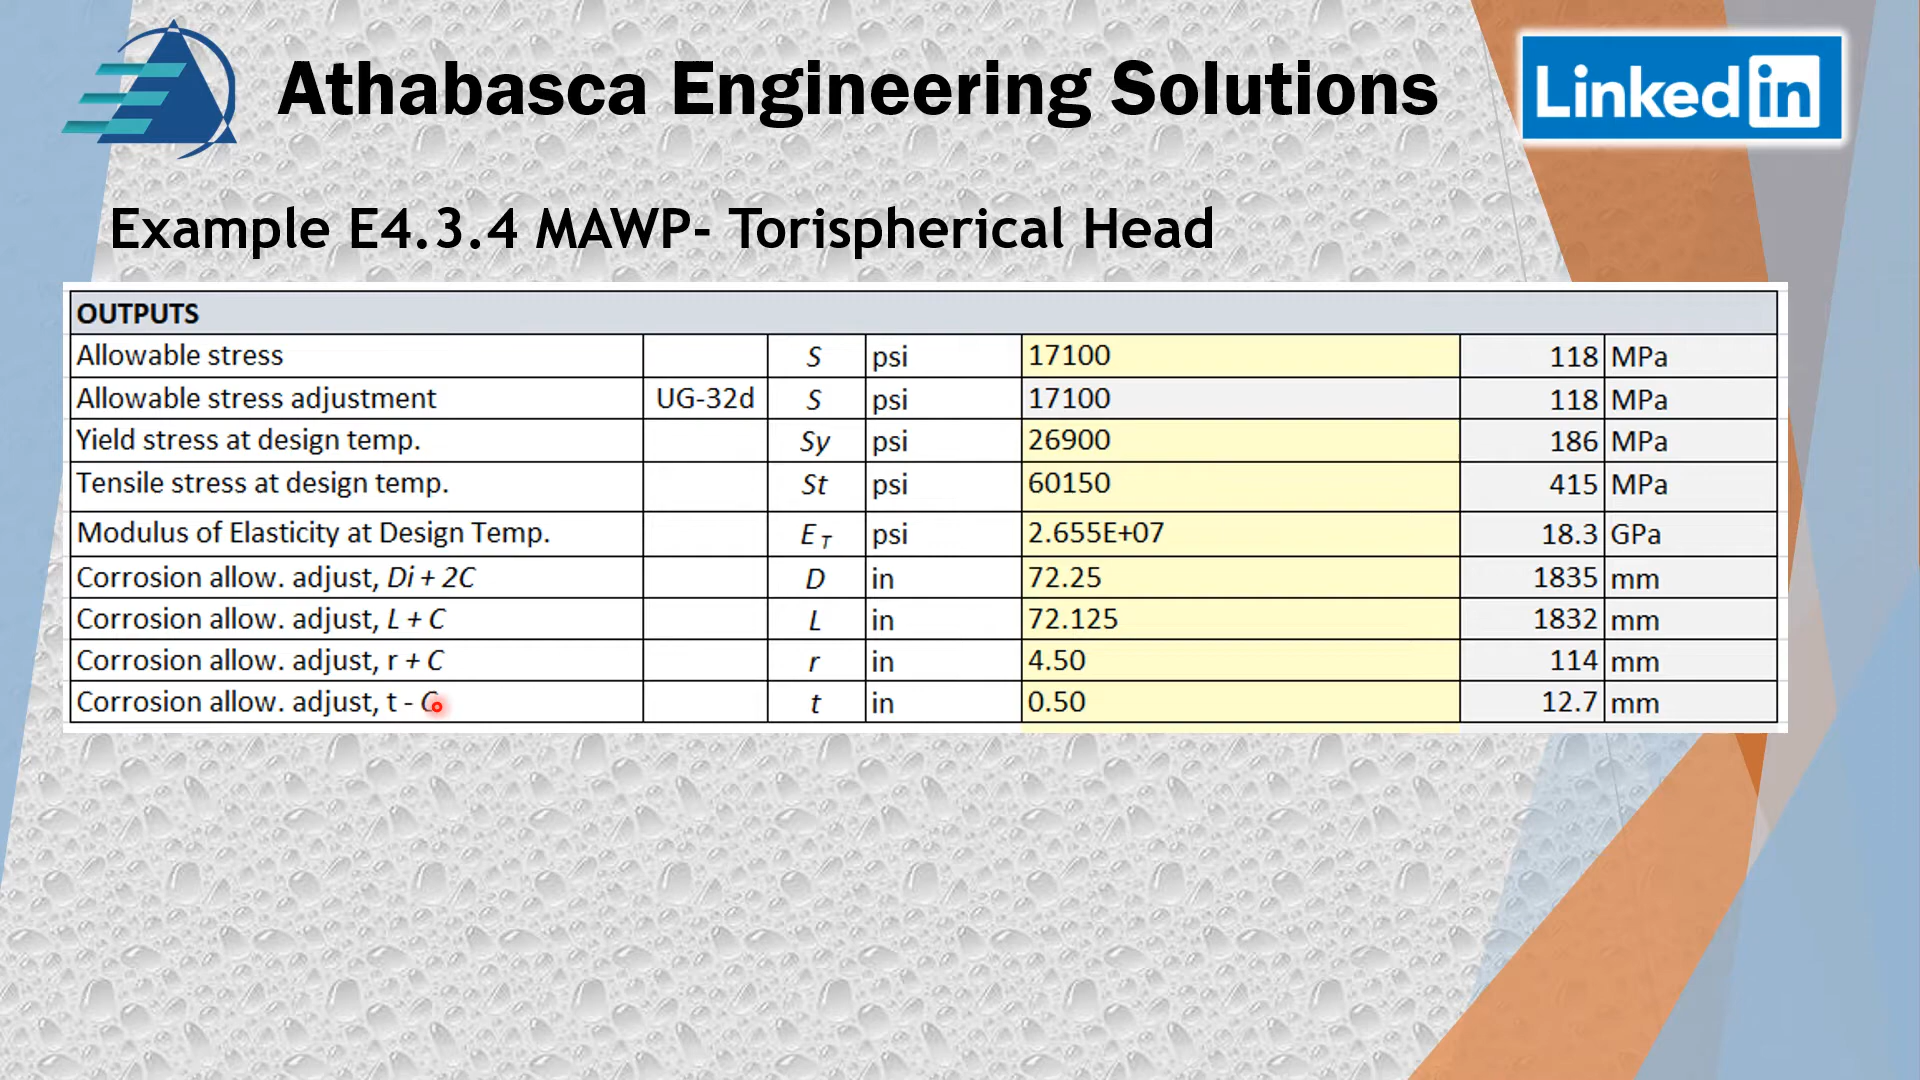 Athabasca Engineering Solutions
Linked in
Example E4.3.4 MAWP- Torispherical Head
OUTPUTS
Allowable stress S psi 17100 118 MPa
Allowable stress adjustment UG-32d S psi 17100 118 MPa
Yield stress at design temp. Sy psi 26900 186 MPa
Tensile stress at design temp. St psi 60150 415 MPa
Modulus of Elasticity at Design Temp. E T psi 2.655E+07 18.3 GPa
Corrosion allow. adjust, Di + 2C D in 72.25 1835 mm
Corrosion allow. adjust, L + C L in 72.125 1832 mm
Corrosion allow. adjust, r + C r in 4.50 114 mm
Corrosion allow. adjust, t - C t in 0.50 12.7 mm